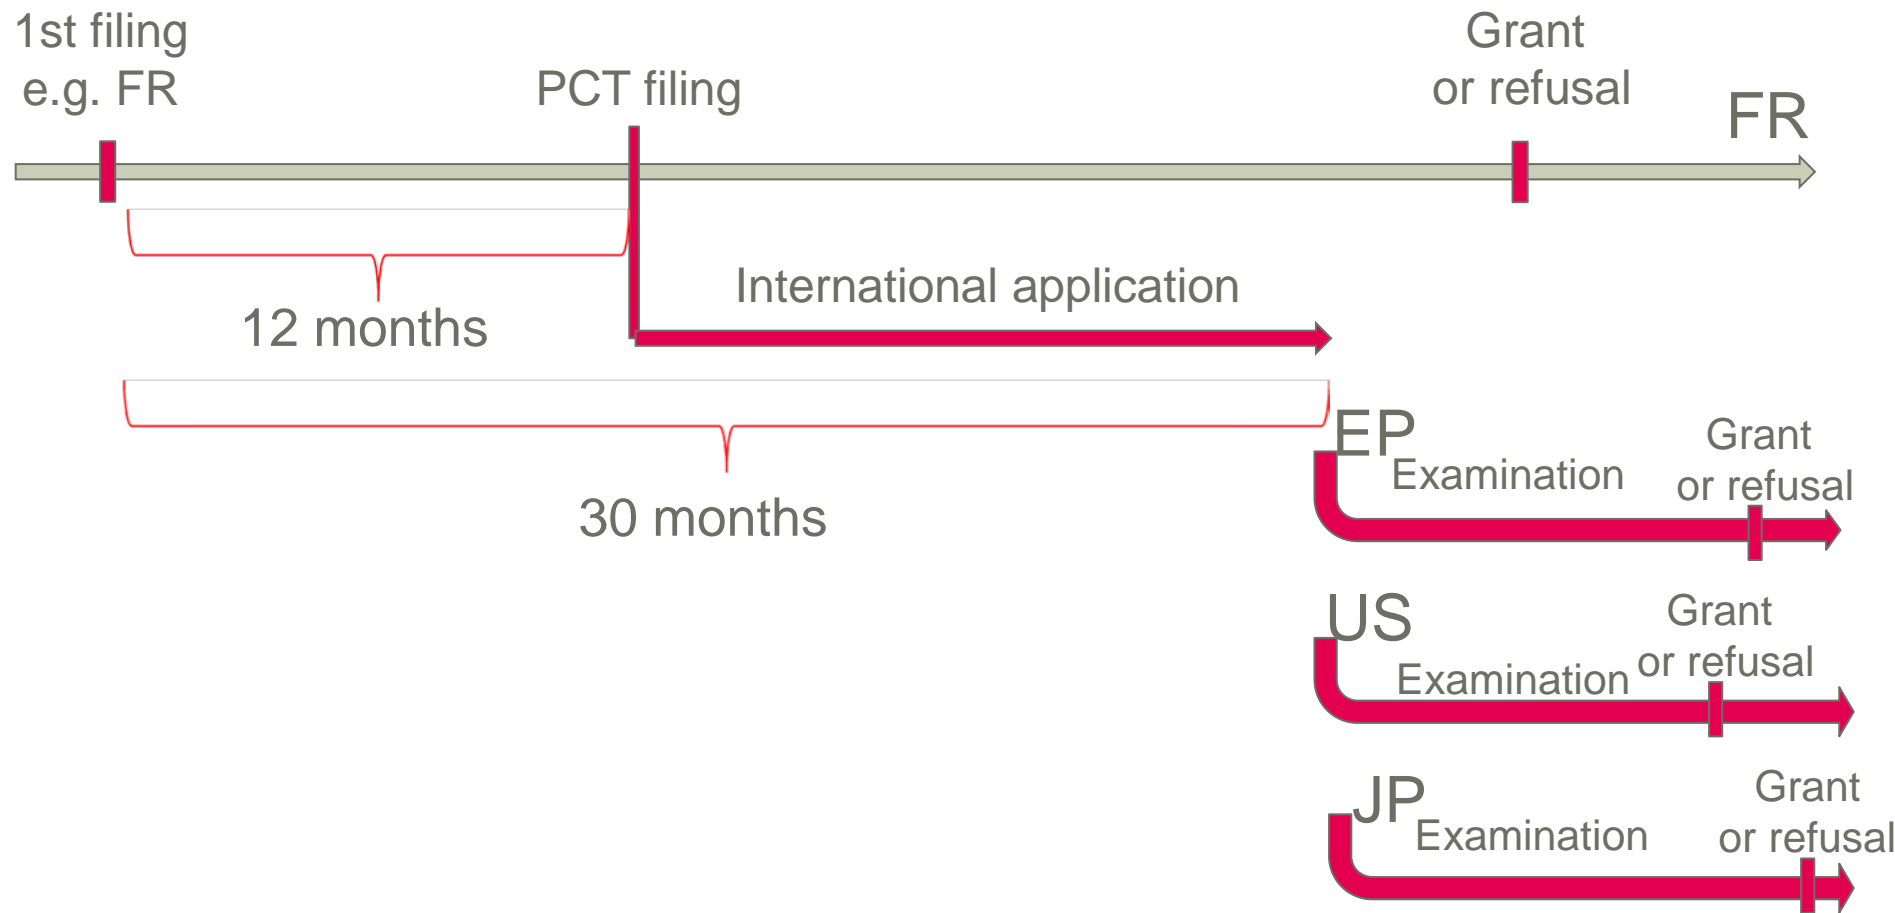 1st filing
e.g. FR
PCT filing
Grant
or refusal
FR
12 months
International application
30 months
EP
Examination
Grant
or refusal
US
Examination
Grant
or refusal
JP
Examination
Grant
or refusal